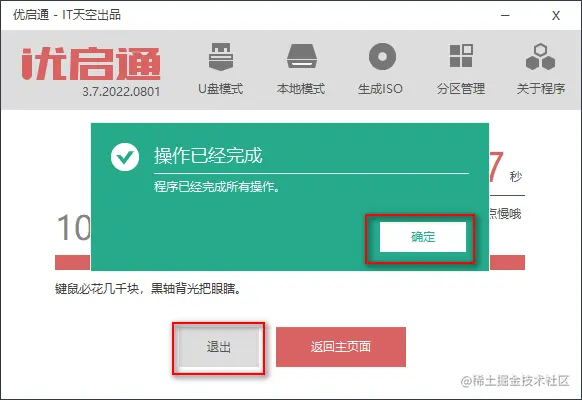 优启通 - IT天空出品
优启通
3.7.2022.0801
U盘模式
本地模式
生成ISO
分区管理
关于程序
操作已经完成
程序已经完成所有操作。
确定
7 秒
点慢哦
10
键鼠必花几千块，黑轴背光把眼瞎。
退出
返回主页面
@稀土掘金技术社区